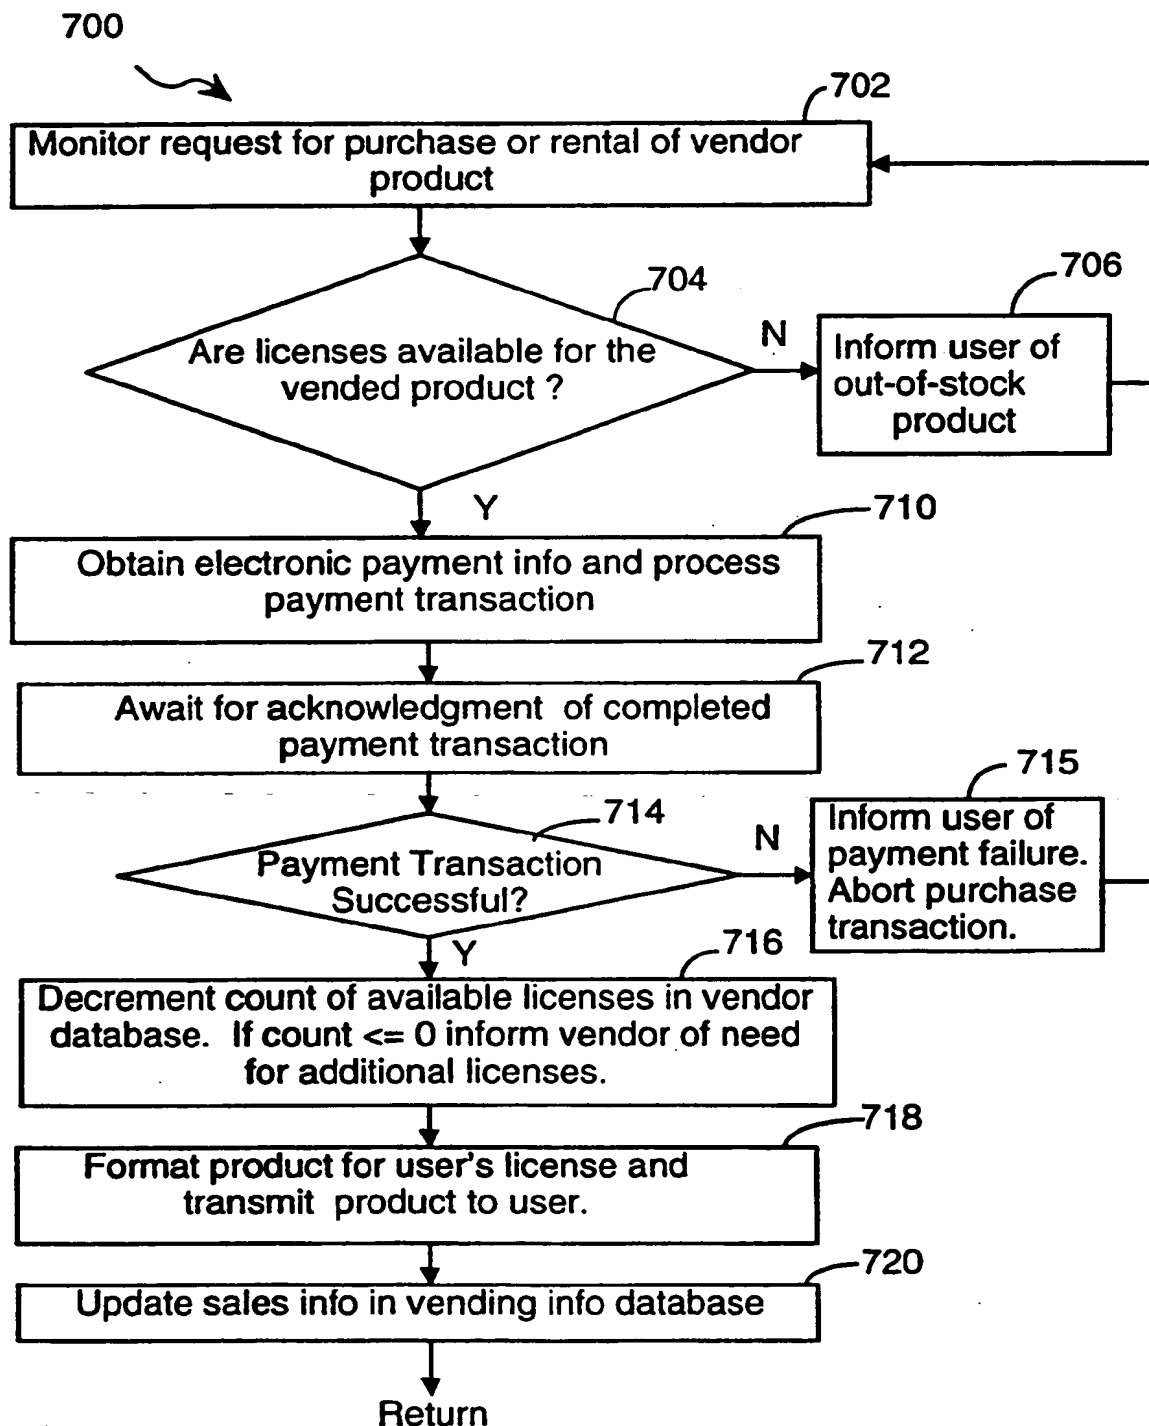 700
702
Monitor request for purchase or rental of vendor
product
704
706
Are licenses available for the
vended product ?
N
Inform user of
out-of-stock
product
Y
710
Obtain electronic payment info and process
payment transaction
712
Await for acknowledgment of completed
payment transaction
714
715
Payment Transaction
Successful?
N
Inform user of
payment failure.
Abort purchase
transaction.
Y
716
Decrement count of available licenses in vendor
database. If count <= 0 inform vendor of need
for additional licenses.
718
Format product for user's license and
transmit product to user.
720
Update sales info in vending info database
Return